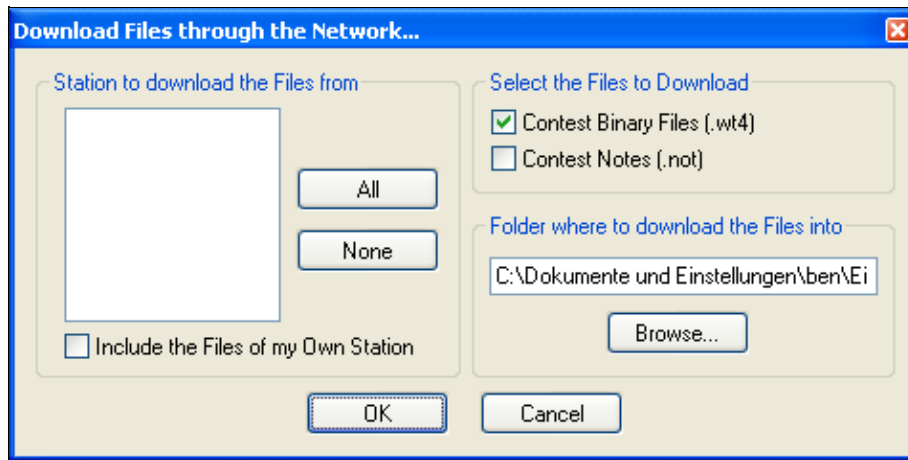 Download Files through the Network...
Station to download the Files from
All
None
Include the Files of my Own Station
Select the Files to Download
Contest Binary Files (.wt4)
Contest Notes (.not)
Folder where to download the Files into
C:\Dokumente und Einstellungen\ben\Ei
Browse...
OK
Cancel